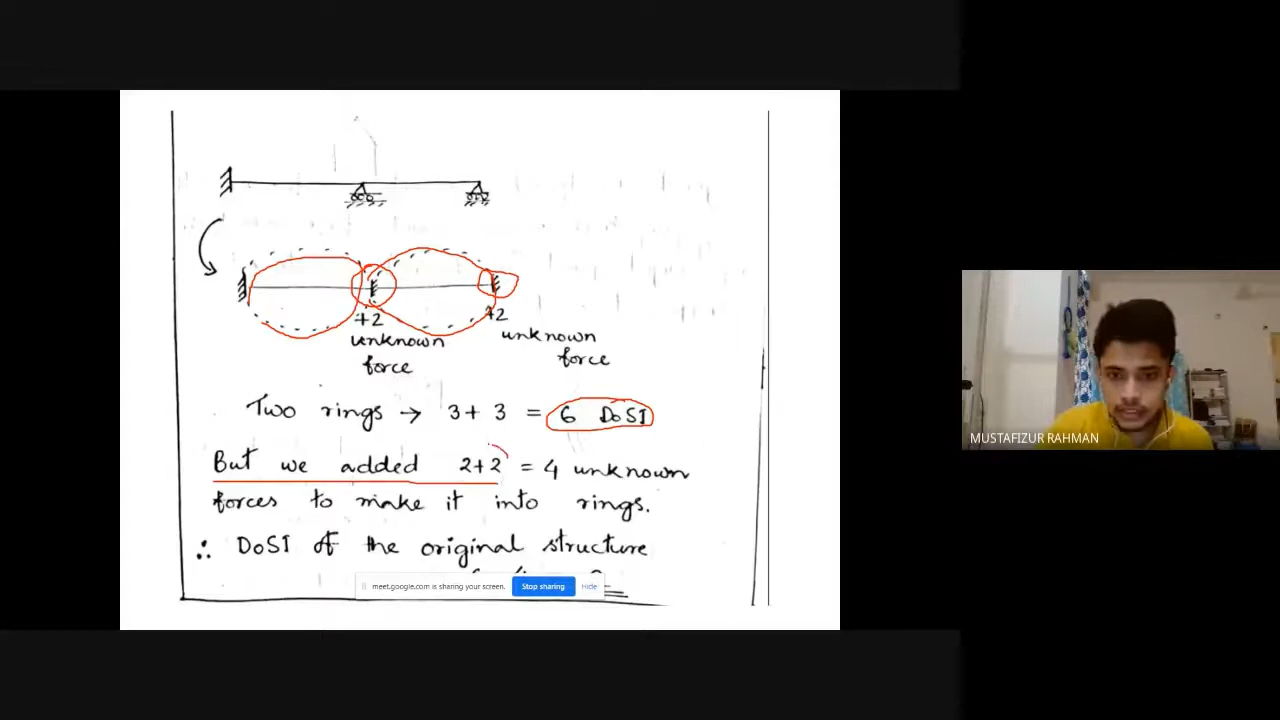 +2
unknown
force
+2
unknown
force
Two rings → 3+ 3 = 6 DoSI
But we added 2+2 = 4 unknown
forces to make it into rings.
∴ DoSI of the original structure
meet.google.com is sharing your screen. Stop sharing Hide
MUSTAFIZUR RAHMAN